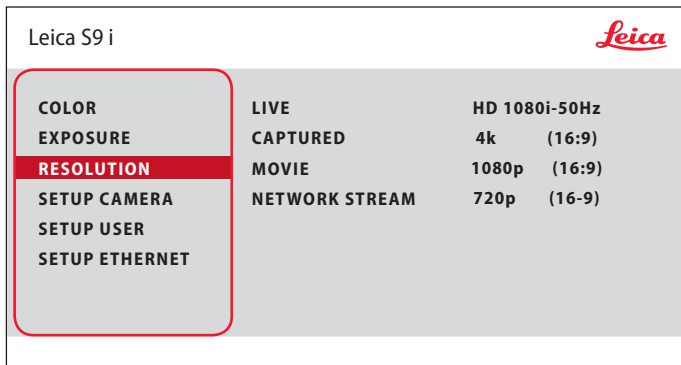 Leica S9 i
Leica
COLOR LIVE HD 1080i-50Hz
EXPOSURE CAPTURED 4k (16:9)
RESOLUTION MOVIE 1080p (16:9)
SETUP CAMERA NETWORK STREAM 720p (16-9)
SETUP USER
SETUP ETHERNET